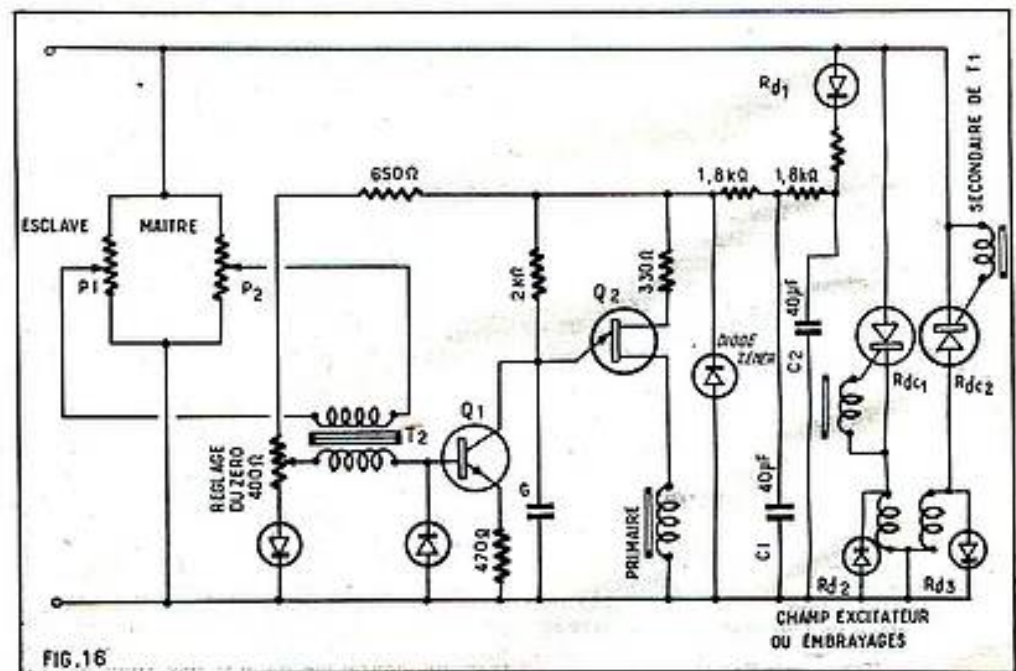 Rd1
SECONDAIRE DE T1
650Ω
1,8kΩ
1,8kΩ
ESCLAVE
MAITRE
P1
P2
2kΩ
Q2
330Ω
DIODE
ZENER
40µF
C2
Rdc1
Rdc2
T2
Q1
REGLAGE
DU ZERO
400Ω
470Ω
G
PRIMAIRE
40µF
C1
Rd2
Rd3
CHAMP EXCITATEUR
OU EMBRAYAGES
FIG.16